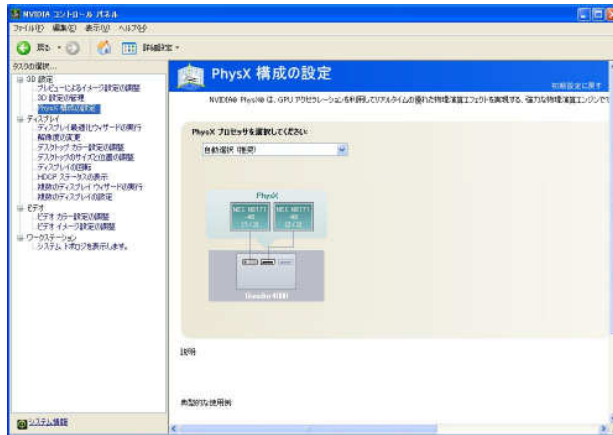 NVIDIA コントロール パネル
ファイル(F) 編集(E) 表示(V) ヘルプ(H)
戻る
タスクの選択...
3D 設定
プレビューによるイメージ設定の調整
3D 設定の管理
PhysX 構成の設定
ディスプレイ
ディスプレイ最適化ウィザードの実行
解像度の変更
デスクトップ カラー設定の調整
デスクトップのサイズと位置の調整
ディスプレイの回転
HDCP ステータスの表示
複数のディスプレイ ウィザードの実行
複数のディスプレイの設定
ビデオ
ビデオ カラー設定の調整
ビデオ イメージ設定の調整
ワークステーション
システム トポロジを表示します。
システム情報
PhysX 構成の設定
初期設定に戻す
NVIDIA® PhysX® は、GPU アクセラレーションを利用してリアルタイムの優れた物理演算エフェクトを実現する、強力な物理演算エンジンで
PhysX プロセッサを選択してください:
自動選択 (推奨)
PhysX
Quadro 4000
説明
典型的な使用例